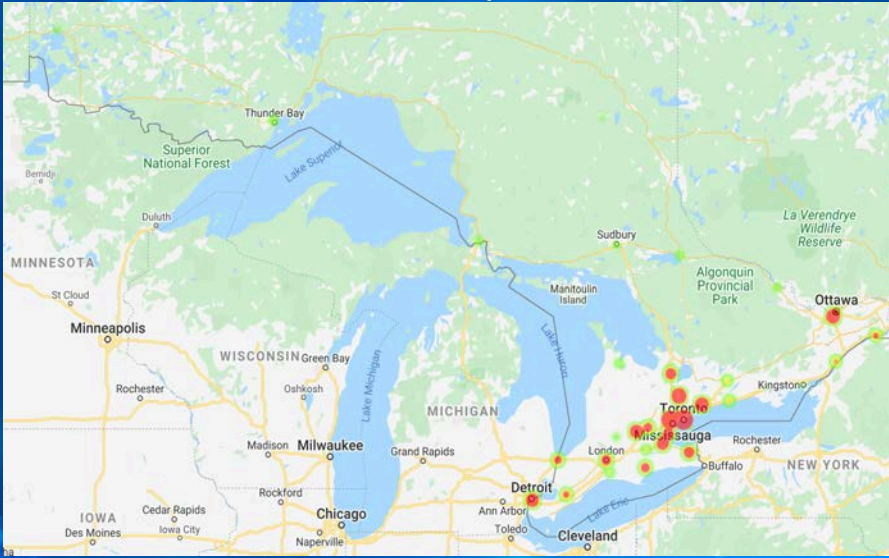 Thunder Bay
Superior
National Forest
Lake Superior
Bemidji
Duluth
MINNESOTA
St Cloud
Minneapolis
Sudbury
Manitoulin
Island
La Verendrye
Wildlife
Reserve
Algonquin
Provincial
Park
Ottawa
WISCONSIN
Green Bay
Oshkosh
Lake Michigan
Lake Huron
Rochester
MICHIGAN
Kingston
Toronto
Mississauga
Madison
Milwaukee
Grand Rapids
London
Rochester
Buffalo
NEW YORK
Rockford
Detroit
Ann Arbor
Lake Erie
IOWA
Cedar Rapids
Iowa City
Des Moines
Chicago
Naperville
Toledo
Cleveland